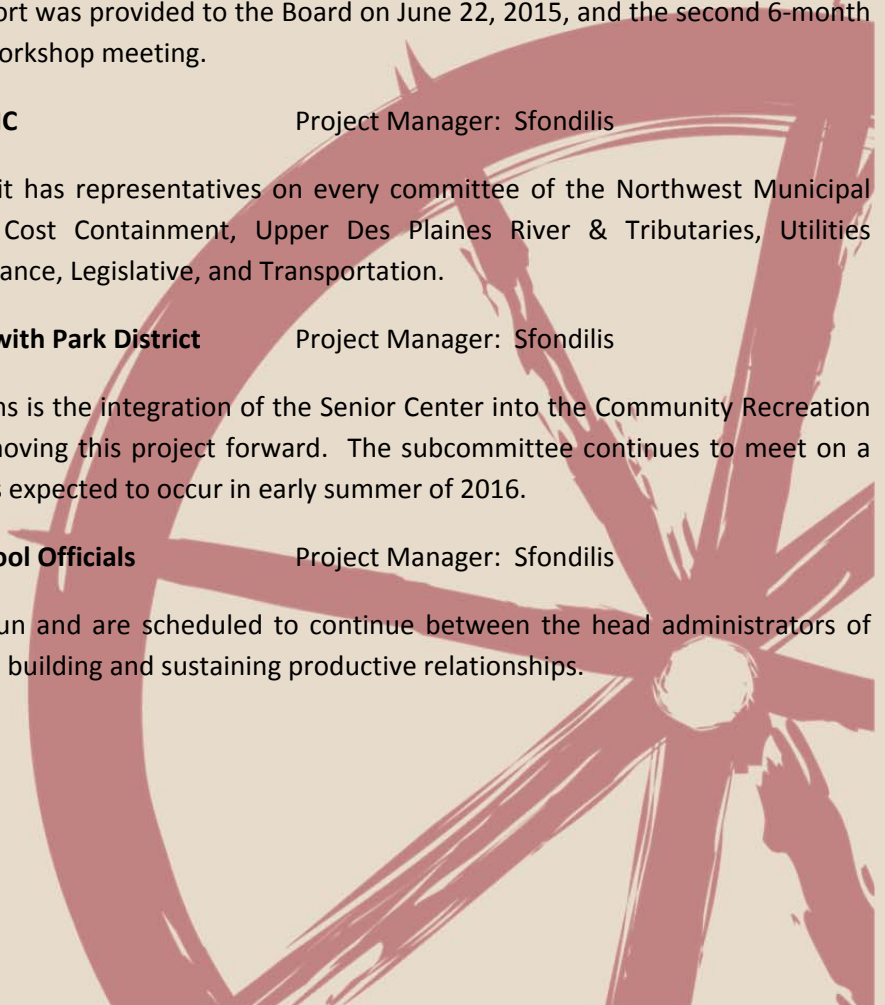 ort was provided to the Board on June 22, 2015, and the second 6-month
orkshop meeting.
IC Project Manager: Sfondilis
it has representatives on every committee of the Northwest Municipal
Cost Containment, Upper Des Plaines River & Tributaries, Utilities
ance, Legislative, and Transportation.
with Park District Project Manager: Sfondilis
ns is the integration of the Senior Center into the Community Recreation
noving this project forward. The subcommittee continues to meet on a
s expected to occur in early summer of 2016.
ool Officials Project Manager: Sfondilis
un and are scheduled to continue between the head administrators of
building and sustaining productive relationships.